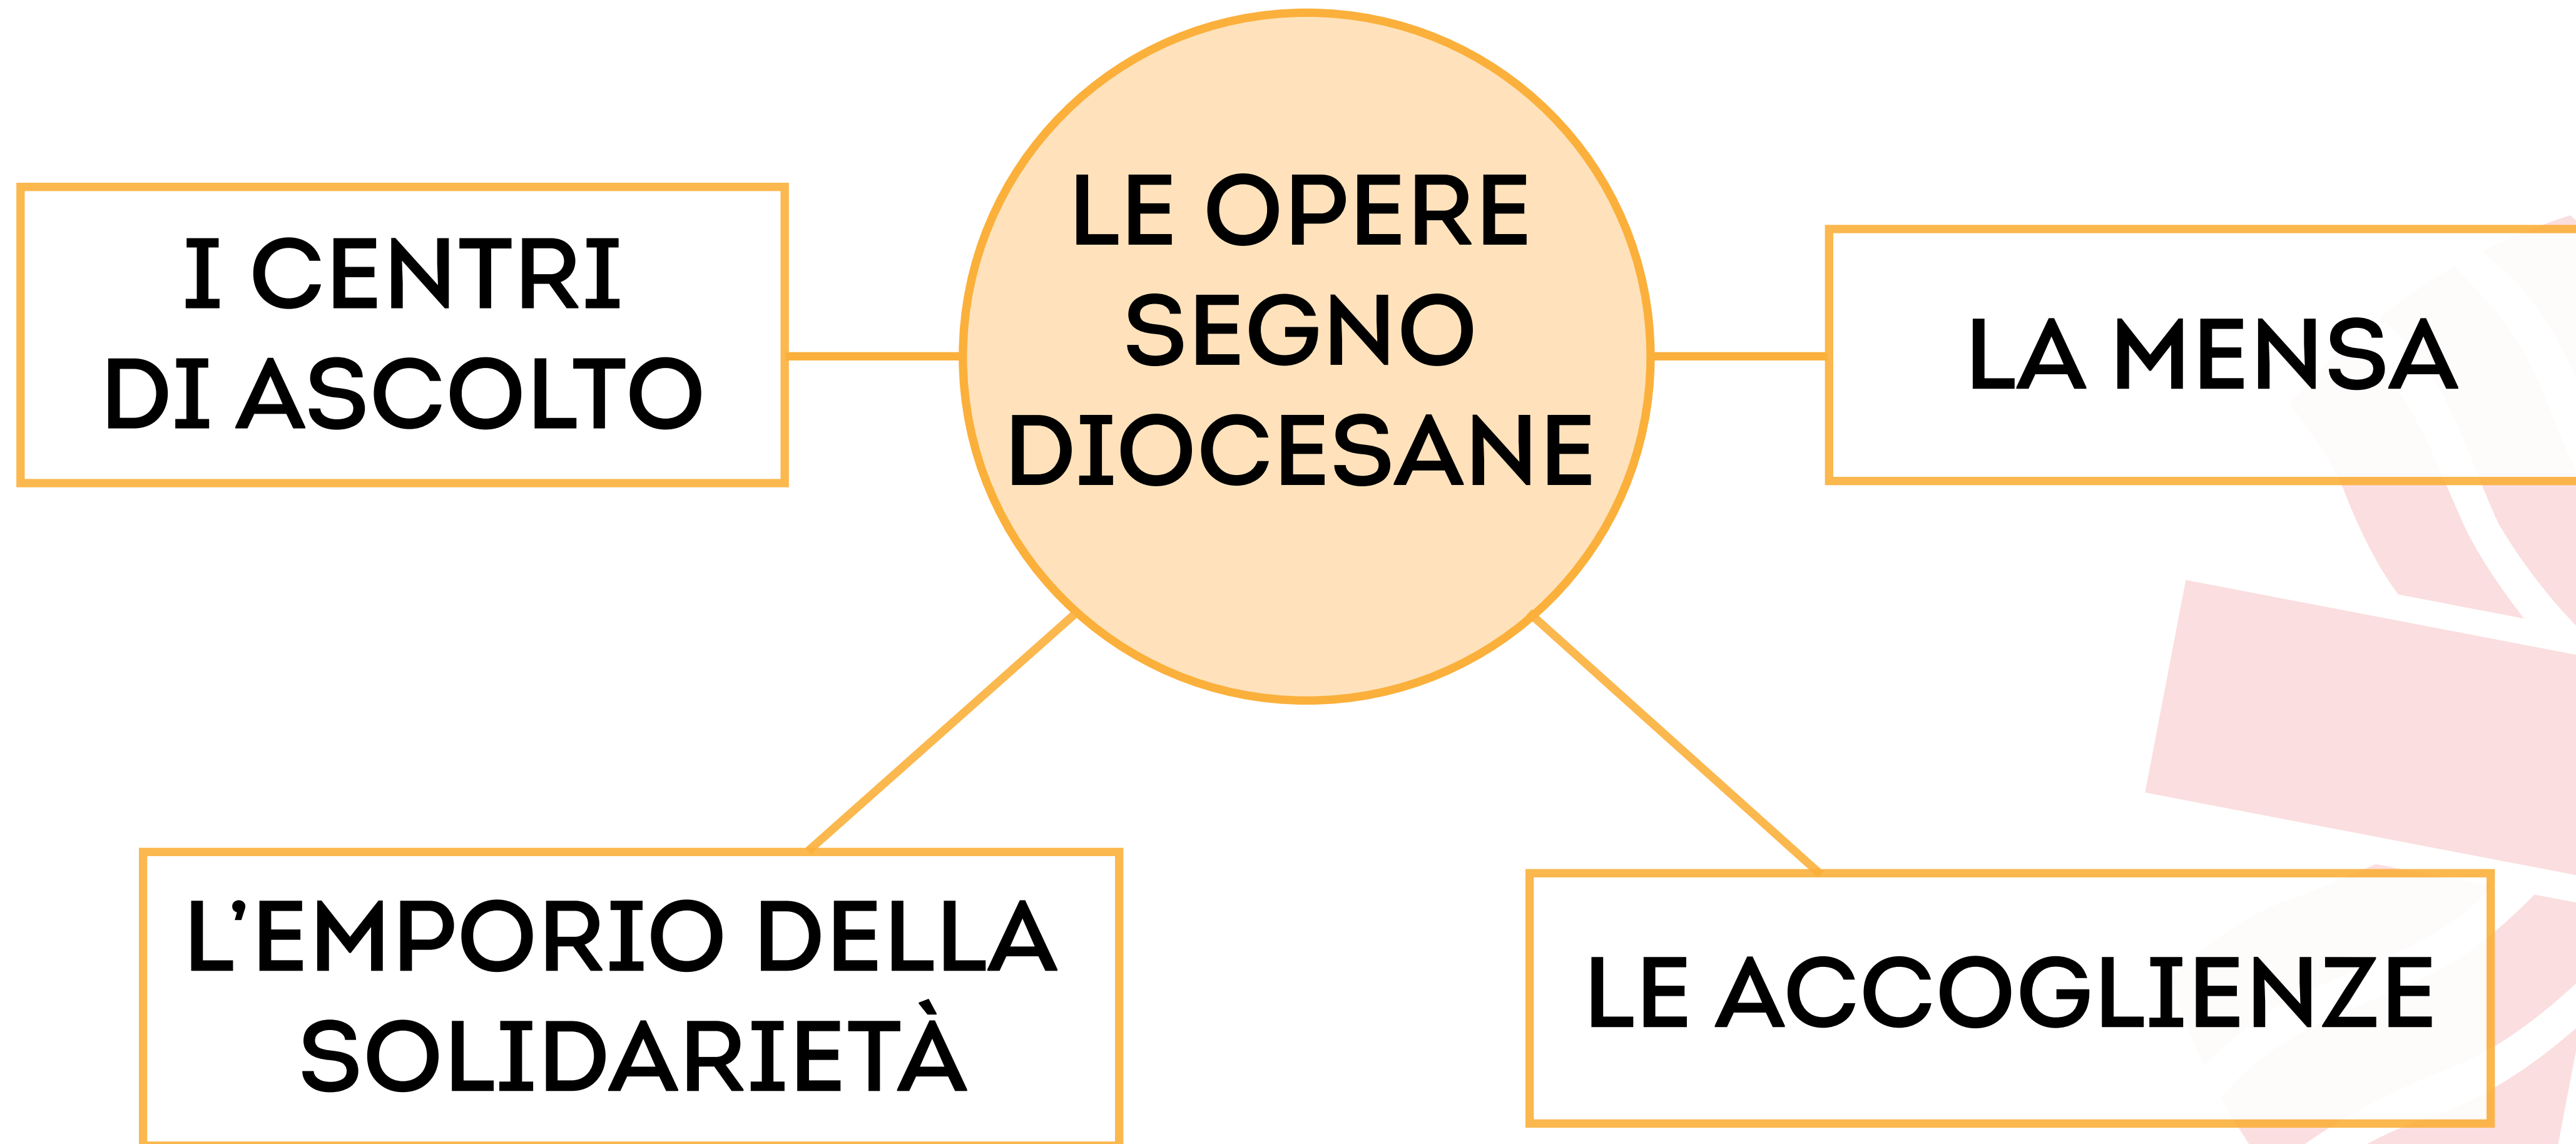 LE OPERE
SEGNO
DIOCESANE
I CENTRI
DI ASCOLTO
LA MENSA
L'EMPORIO DELLA
SOLIDARIETÀ
LE ACCOGLIENZE